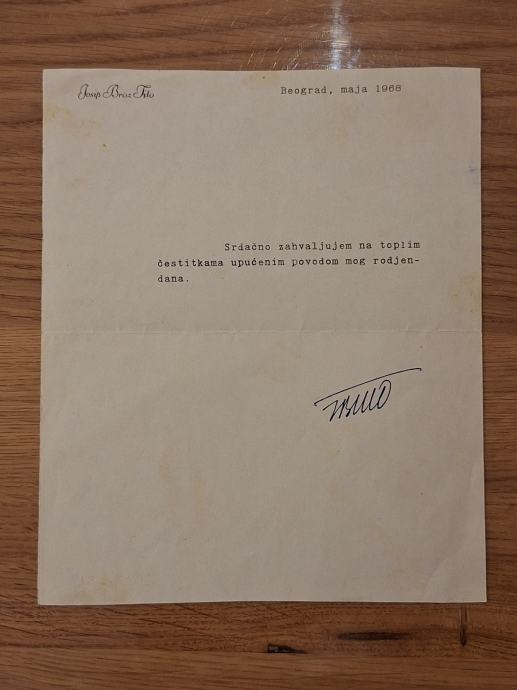 Josip Broz Tito
Beograd, maja 1968
Srdačno zahvaljujem na toplim
čestitkama upućenim povodom mog rodjen-
dana.
Tito